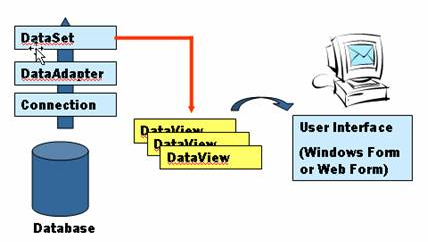 DataSet
DataAdapter
Connection
DataView
DataView
DataView
User Interface
(Windows Form
or Web Form)
Database